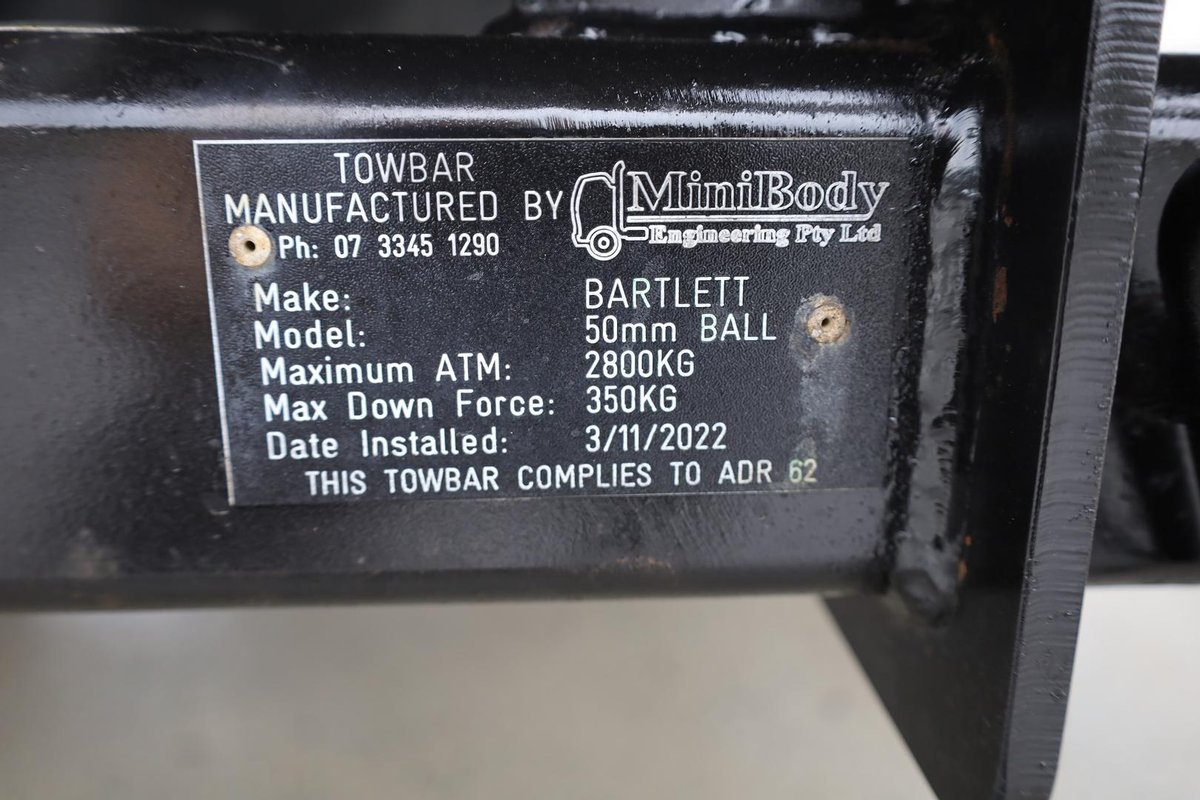 TOWBAR
MANUFACTURED BY
Ph: 07 3345 1290
MiniBody
Engineering Pty Ltd
Make: BARTLETT
Model: 50mm BALL
Maximum ATM: 2800KG
Max Down Force: 350KG
Date Installed: 3/11/2022
THIS TOWBAR COMPLIES TO ADR 62